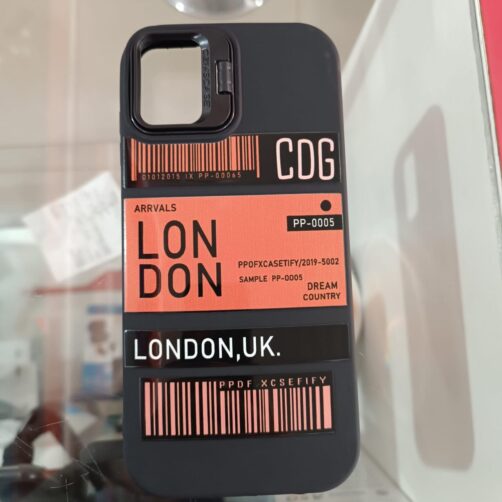 01012015 IX PP-00065
CDG
ARRVALS
LON
DON
PP-0005
PPOFXCASETIFY/2019-5002
SAMPLE PP-0005
DREAM
COUNTRY
LONDON,UK.
PPDF XCSEFIFY